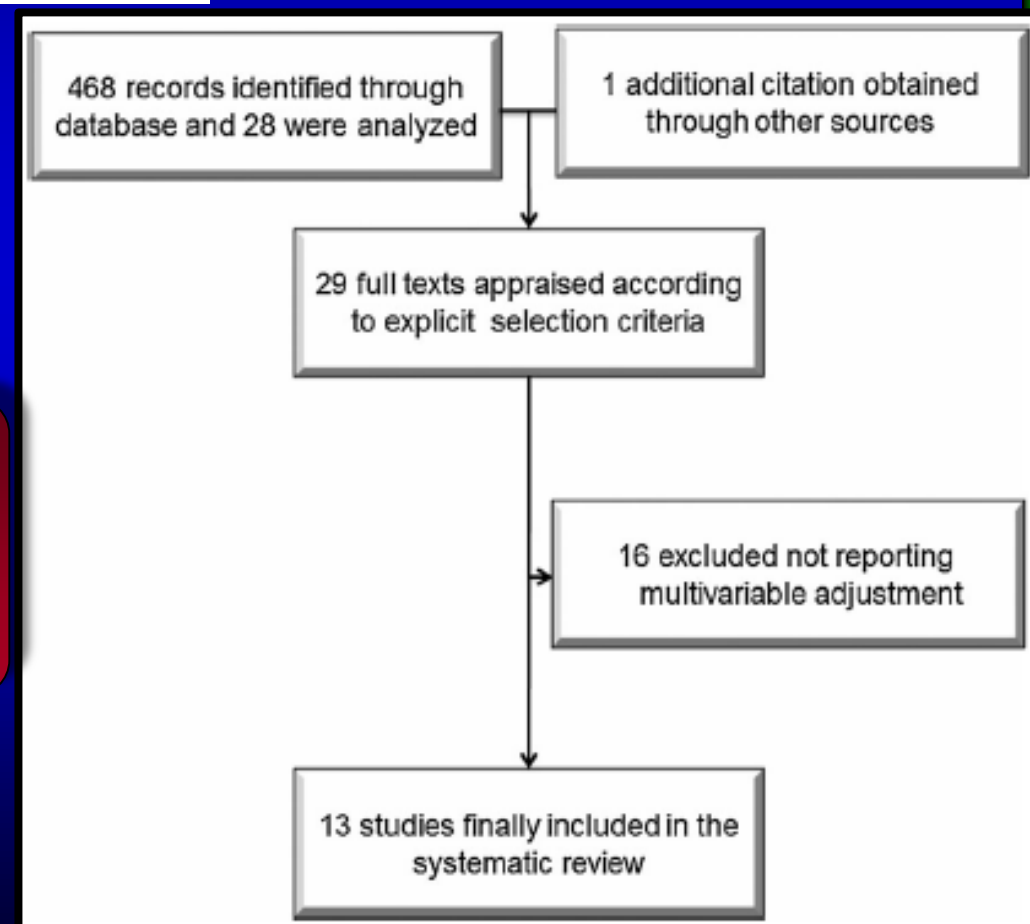 468 records identified through
database and 28 were analyzed
1 additional citation obtained
through other sources
29 full texts appraised according
to explicit selection criteria
16 excluded not reporting
multivariable adjustment
13 studies finally included in the
systematic review